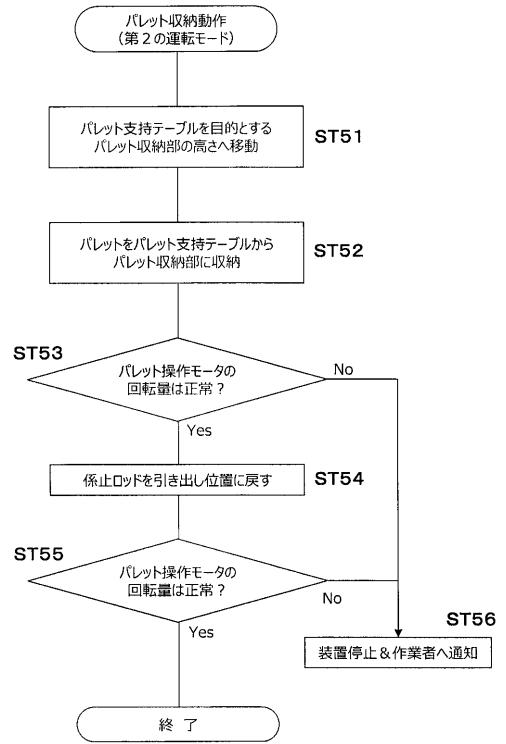 パレット収納動作
（第２の運転モード）
パレット支持テーブルを目的とする
パレット収納部の高さへ移動
ST51
パレットをパレット支持テーブルから
パレット収納部に収納
ST52
ST53
パレット操作モータの
回転量は正常？
No
Yes
係止ロッドを引き出し位置に戻す
ST54
ST55
パレット操作モータの
回転量は正常？
No
Yes
ST56
装置停止＆作業者へ通知
終 了